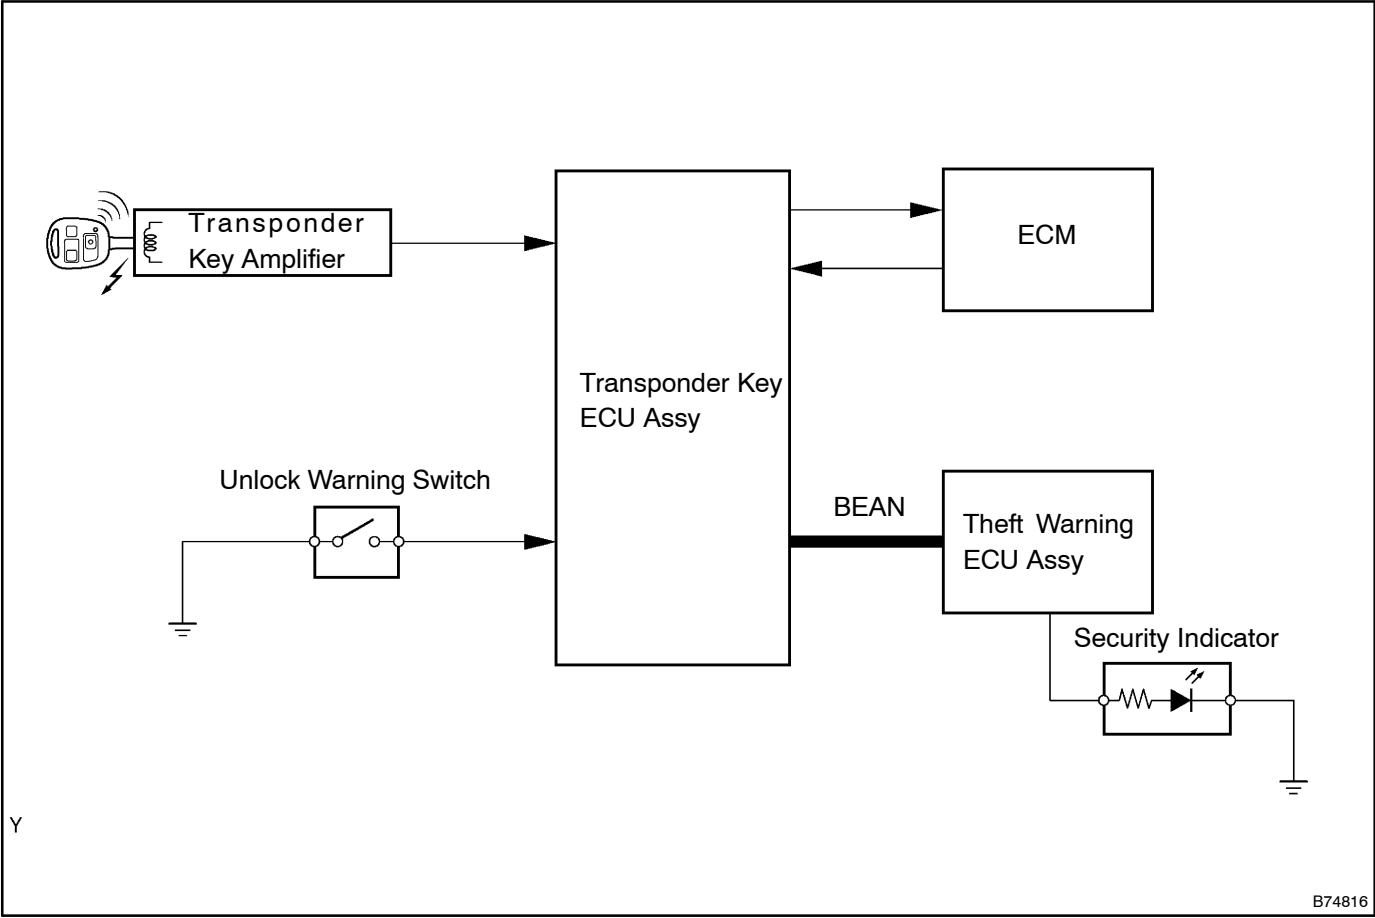 Transponder
Key Amplifier
ECM
Transponder Key
ECU Assy
Unlock Warning Switch
BEAN
Theft Warning
ECU Assy
Security Indicator
Y
B74816